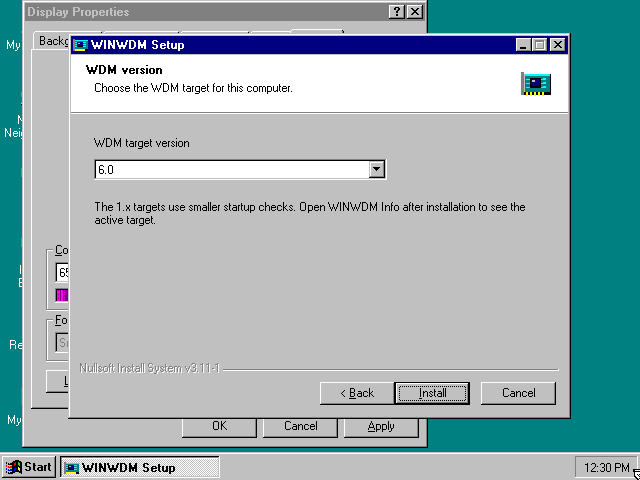 Display Properties
WINWDM Setup
WDM version
Choose the WDM target for this computer.
WDM target version
6.0
The 1.x targets use smaller startup checks. Open WINWDM Info after installation to see the
active target.
Nullsoft Install System v3.11-1
< Back
Install
Cancel
OK
Cancel
Apply
My
Start
WINWDM Setup
12:30 PM